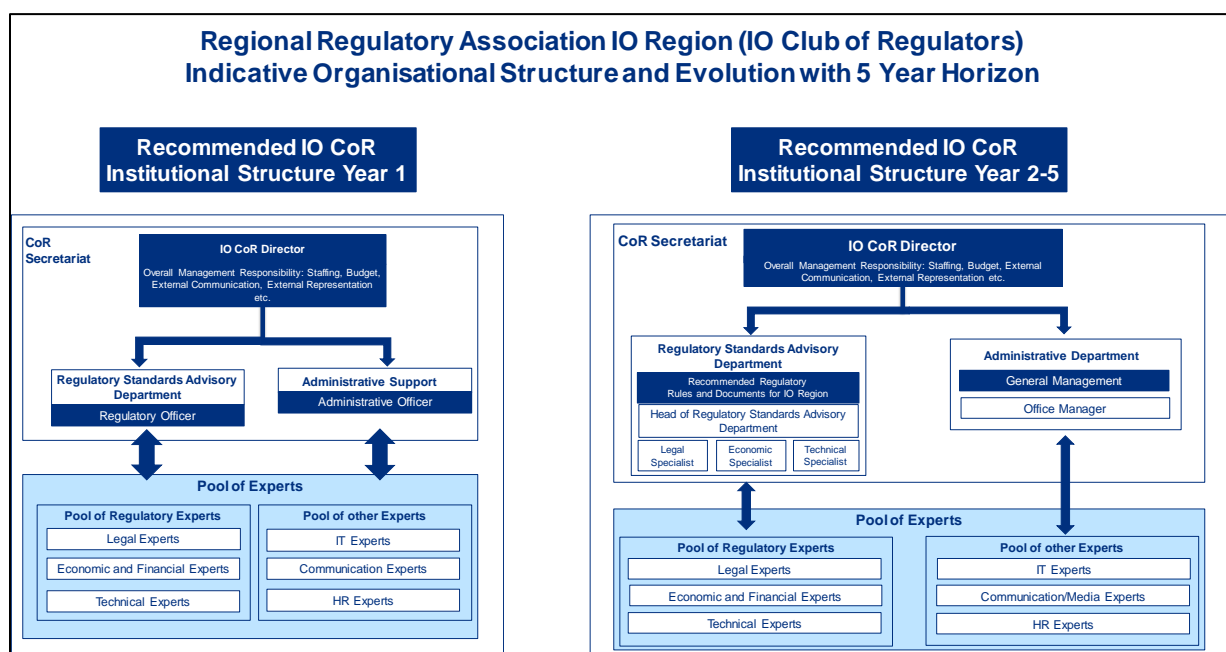 Regional Regulatory Association IO Region (IO Club of Regulators)
Indicative Organisational Structure and Evolution with 5 Year Horizon
Recommended IO CoR
Institutional Structure Year 1
CoR
Secretariat
IO CoR Director
Overall Management Responsibility: Staffing, Budget,
External Communication, External Representation
etc.
Regulatory Standards Advisory
Department
Regulatory Officer
Administrative Support
Administrative Officer
Pool of Experts
Pool of Regulatory Experts
Legal Experts
Economic and Financial Experts
Technical Experts
Pool of other Experts
IT Experts
Communication Experts
HR Experts
Recommended IO CoR
Institutional Structure Year 2-5
CoR Secretariat
IO CoR Director
Overall Management Responsibility: Staffing, Budget, External
Communication, External Representation etc.
Regulatory Standards Advisory
Department
Recommended Regulatory
Rules and Documents for IO Region
Head of Regulatory Standards Advisory
Department
Legal
Specialist
Economic
Specialist
Technical
Specialist
Administrative Department
General Management
Office Manager
Pool of Experts
Pool of Regulatory Experts
Legal Experts
Economic and Financial Experts
Technical Experts
Pool of other Experts
IT Experts
Communication/Media Experts
HR Experts